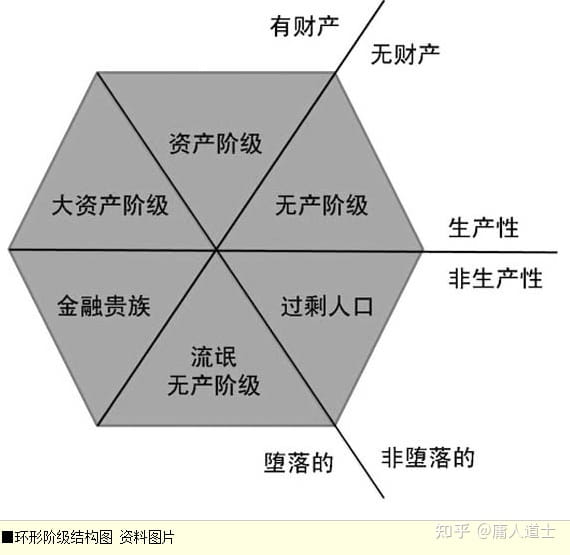 有财产
无财产
资产阶级
大资产阶级
无产阶级
生产性
非生产性
金融贵族
过剩人口
流氓
无产阶级
堕落的
非堕落的
■环形阶级结构图 资料图片
知乎 @庸人道士